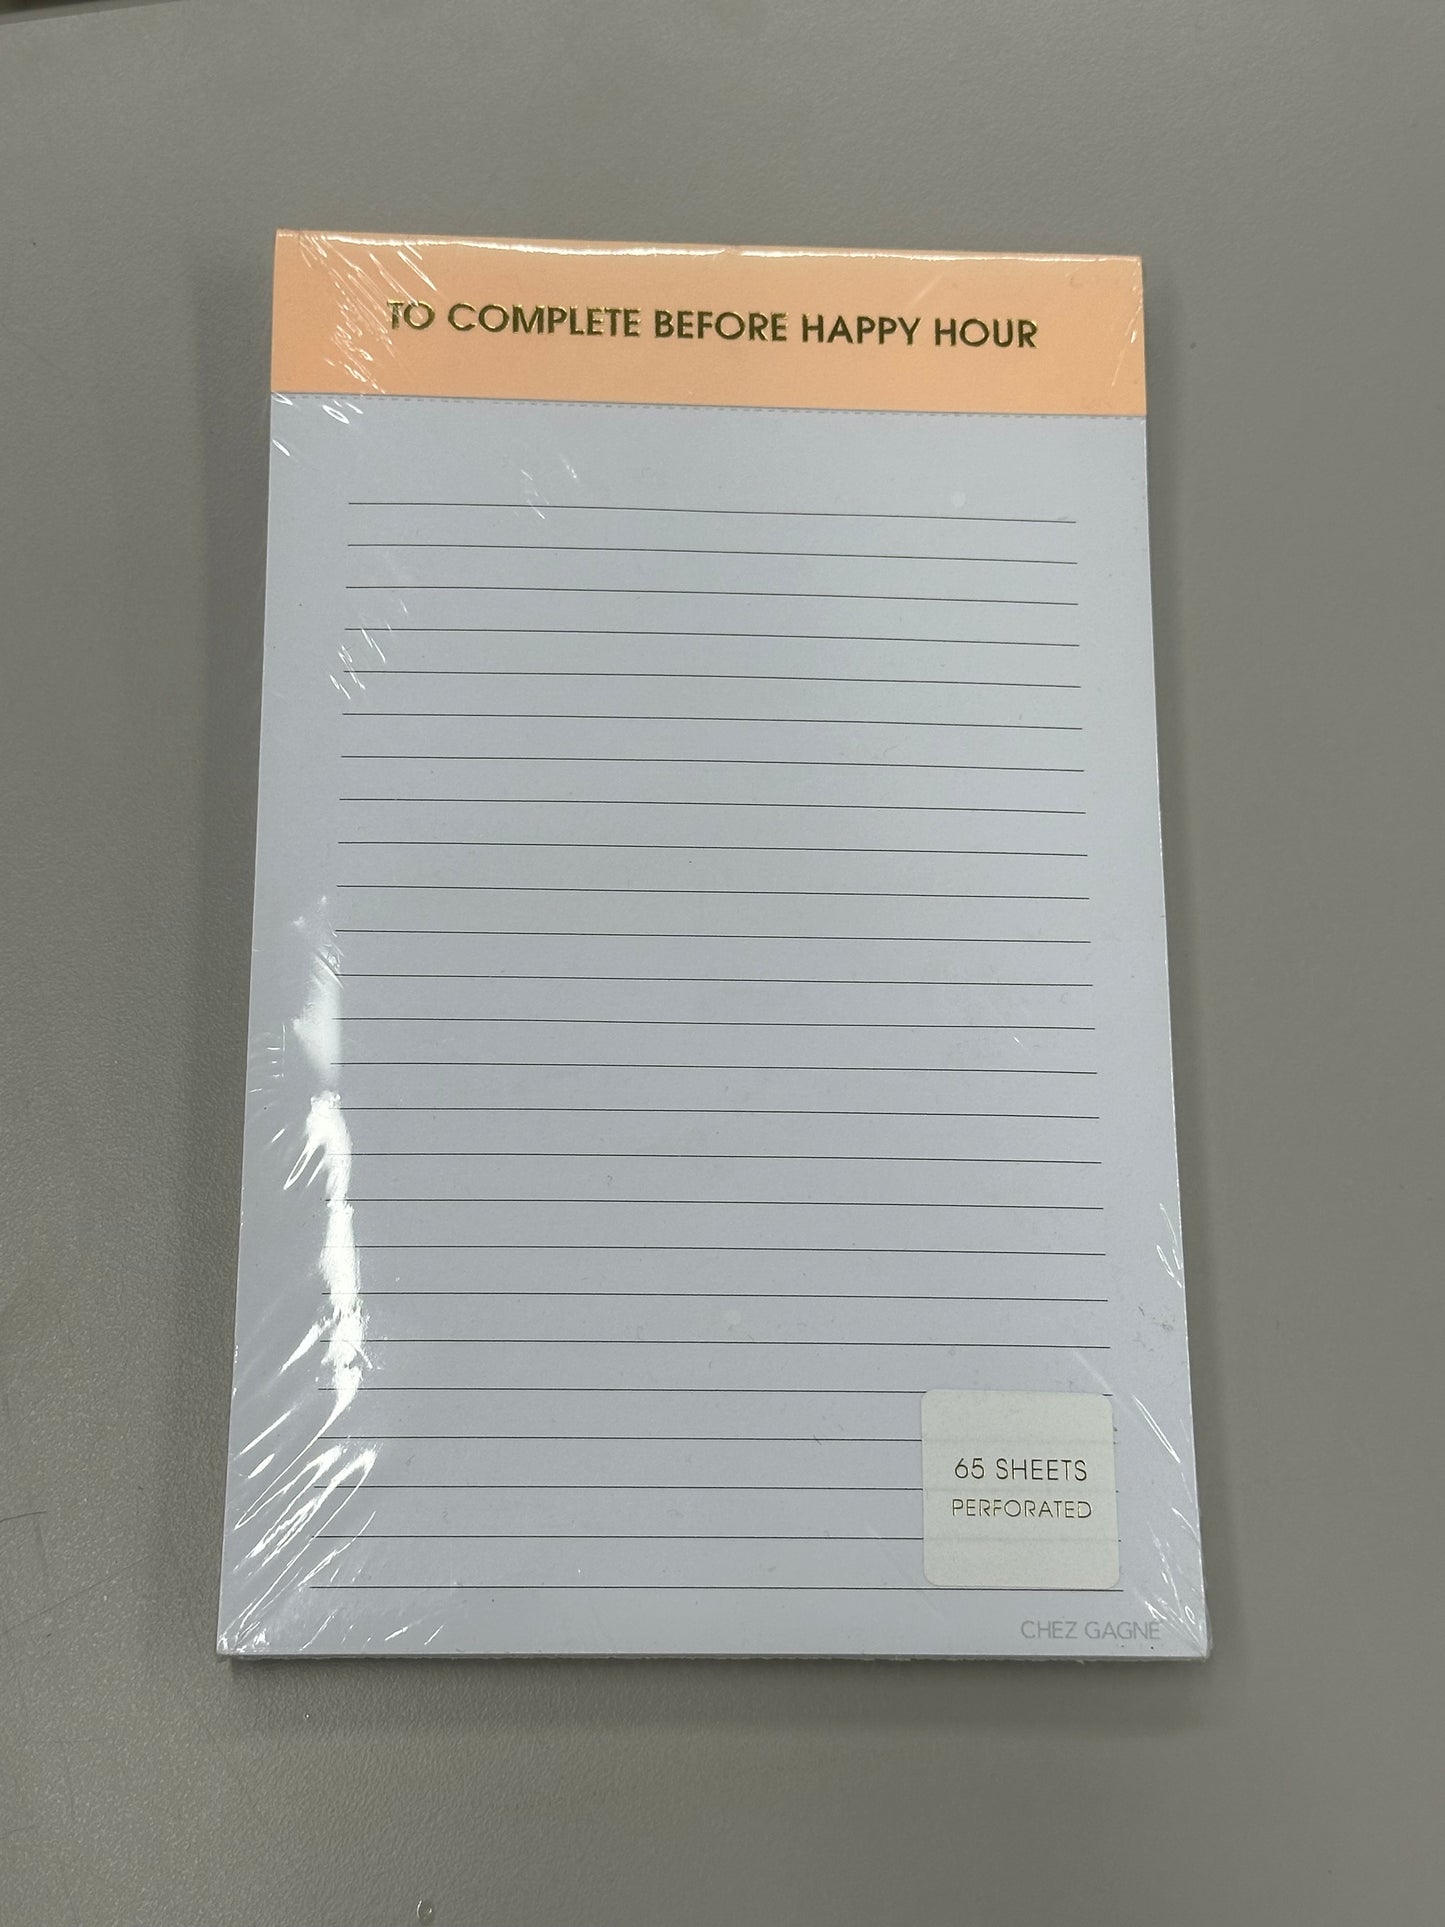 TO COMPLETE BEFORE HAPPY HOUR
65 SHEETS
PERFORATED
CHEZ GAGNE